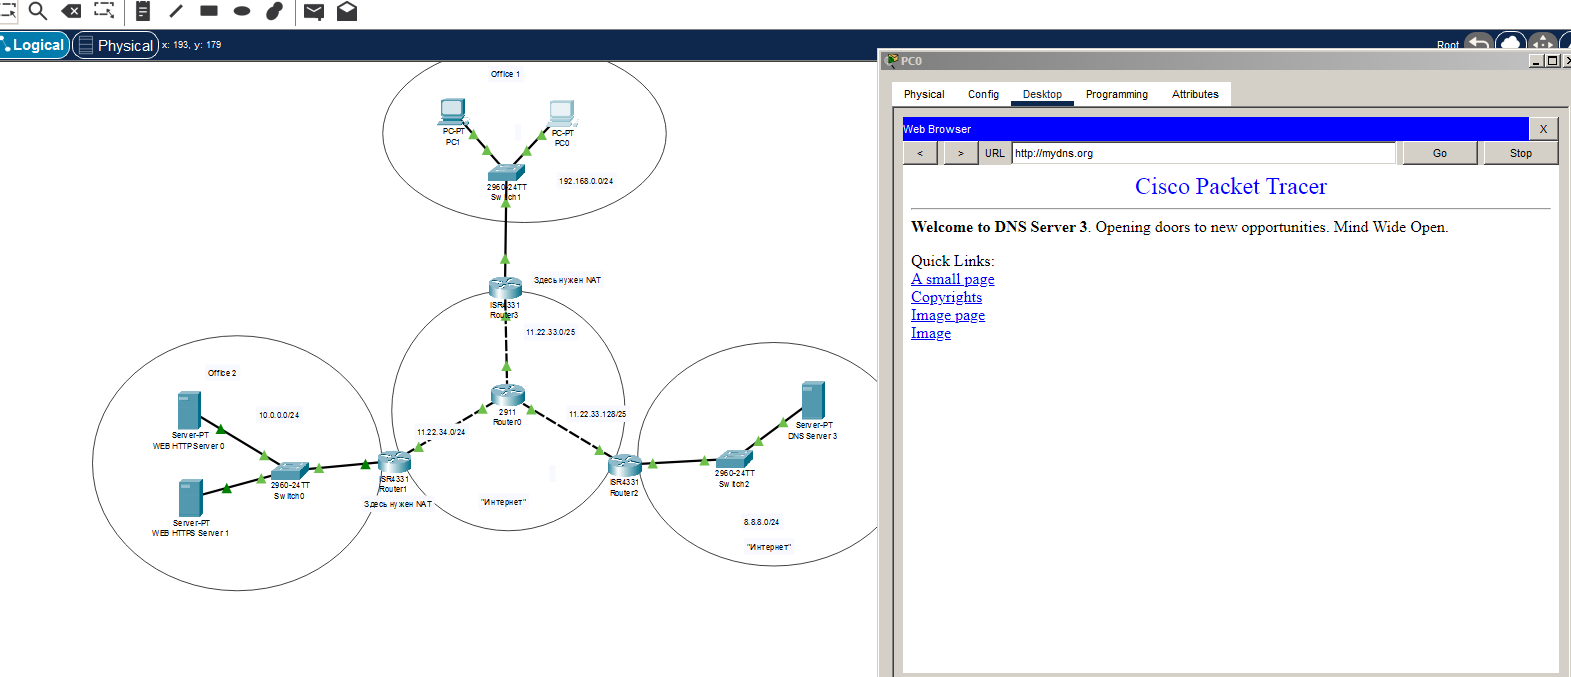 Logical
Physical
x: 193, y: 179
Root
Office 1
PC-PT
PC1
PC-PT
PC0
2960-24TT
Switch1
192.168.0.0/24
Здесь нужен NAT
ISR4331
Router3
11.22.33.0/25
2911
Router0
11.22.34.0/24
11.22.33.128/25
"Интернет"
Office 2
10.0.0.0/24
Server-PT
WEB HTTP Server 0
2960-24TT
Switch0
Server-PT
WEB HTTPS Server 1
ISR4331
Router1
Здесь нужен NAT
ISR4331
Router2
2960-24TT
Switch2
Server-PT
DNS Server 3
8.8.8.0/24
"Интернет"
PC0
Physical Config Desktop Programming Attributes
Web Browser X
< > URL http://mydns.org Go Stop
Cisco Packet Tracer
Welcome to DNS Server 3. Opening doors to new opportunities. Mind Wide Open.
Quick Links:
A small page
Copyrights
Image page
Image